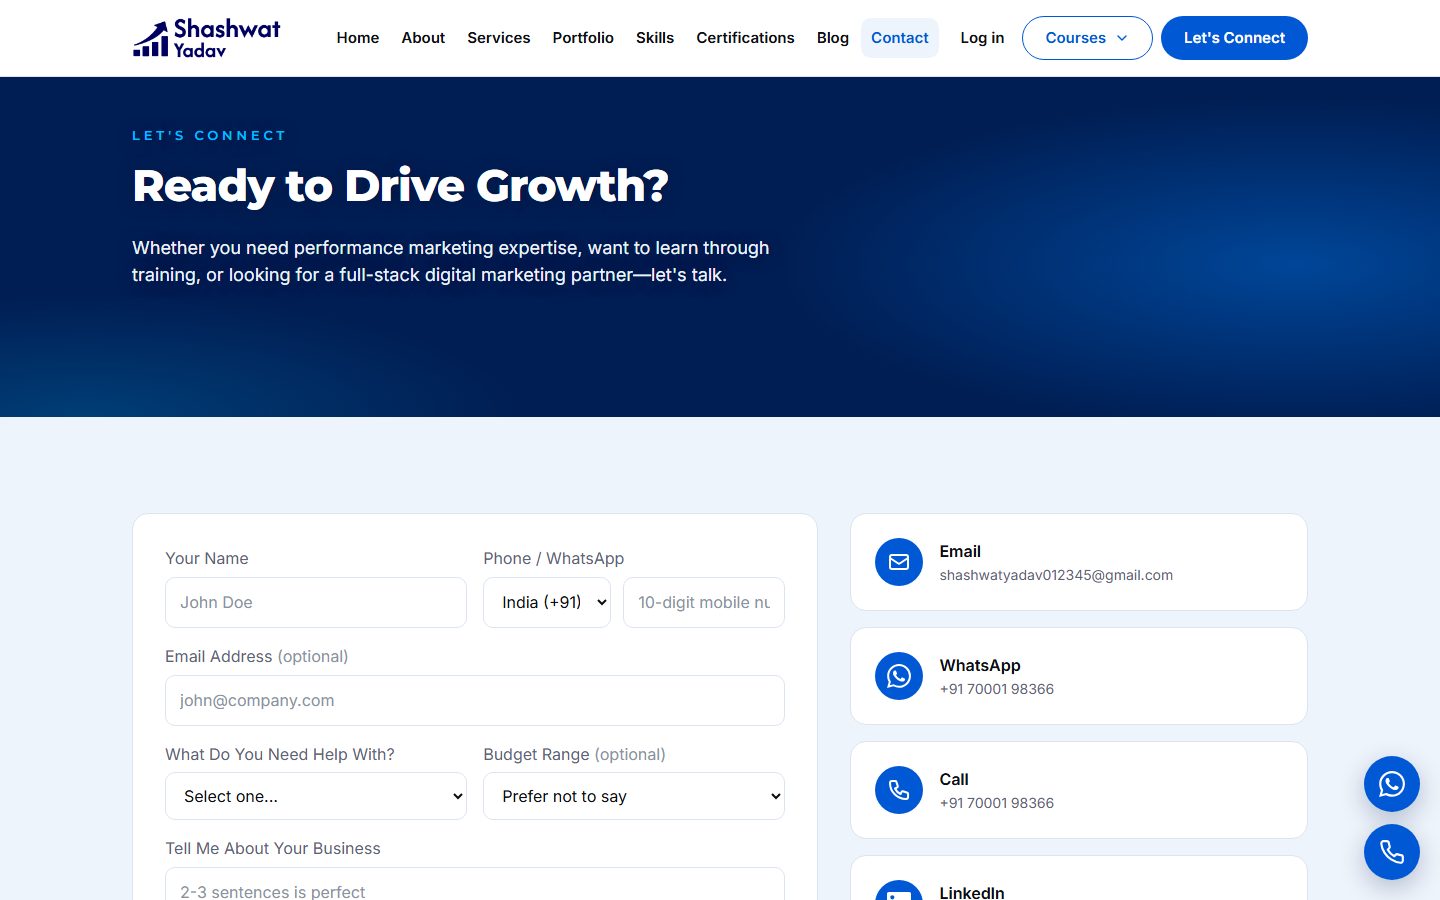 Shashwat
Yadav
Home
About
Services
Portfolio
Skills
Certifications
Blog
Contact
Log in
Courses
Let's Connect
LET'S CONNECT
Ready to Drive Growth?
Whether you need performance marketing expertise, want to learn through
training, or looking for a full-stack digital marketing partner—let's talk.
Your Name
John Doe
Phone / WhatsApp
India (+91)
10-digit mobile nu
Email Address (optional)
john@company.com
What Do You Need Help With?
Select one...
Budget Range (optional)
Prefer not to say
Tell Me About Your Business
2-3 sentences is perfect
Email
shashwatyadav012345@gmail.com
WhatsApp
+91 70001 98366
Call
+91 70001 98366
LinkedIn